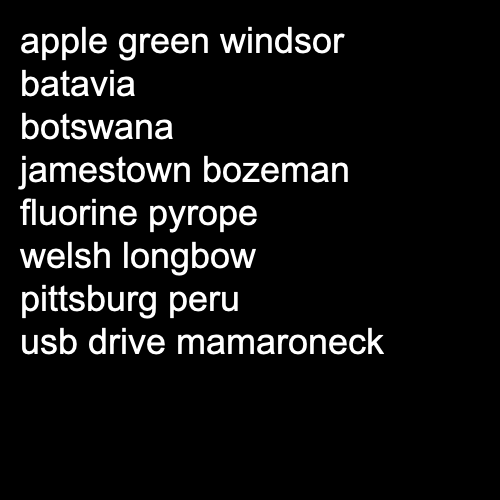 apple green windsor
batavia
botswana
jamestown bozeman
fluorine pyrope
welsh longbow
pittsburg peru
usb drive mamaroneck